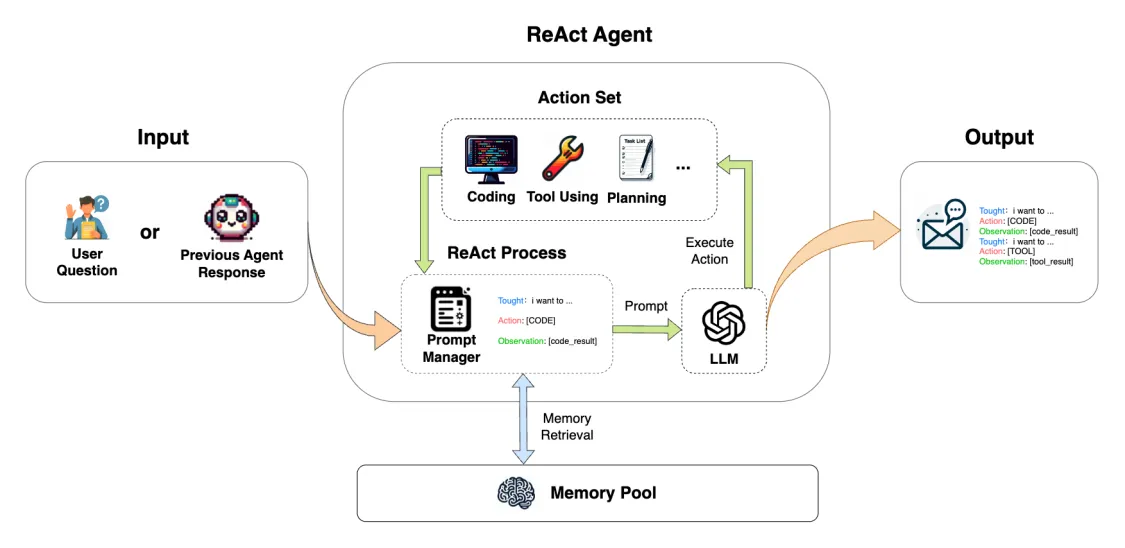 ReAct Agent
Input
User
Question
or
Previous Agent
Response
Action Set
Task List
Coding
Tool Using
Planning
...
ReAct Process
Prompt
Manager
Tought: i want to ...
Action: [CODE]
Observation: [code_result]
Prompt
Execute
Action
LLM
Memory
Retrieval
Memory Pool
Output
Tought: i want to ...
Action: [CODE]
Observation: [code_result]
Tought: i want to ...
Action: [TOOL]
Observation: [tool_result]